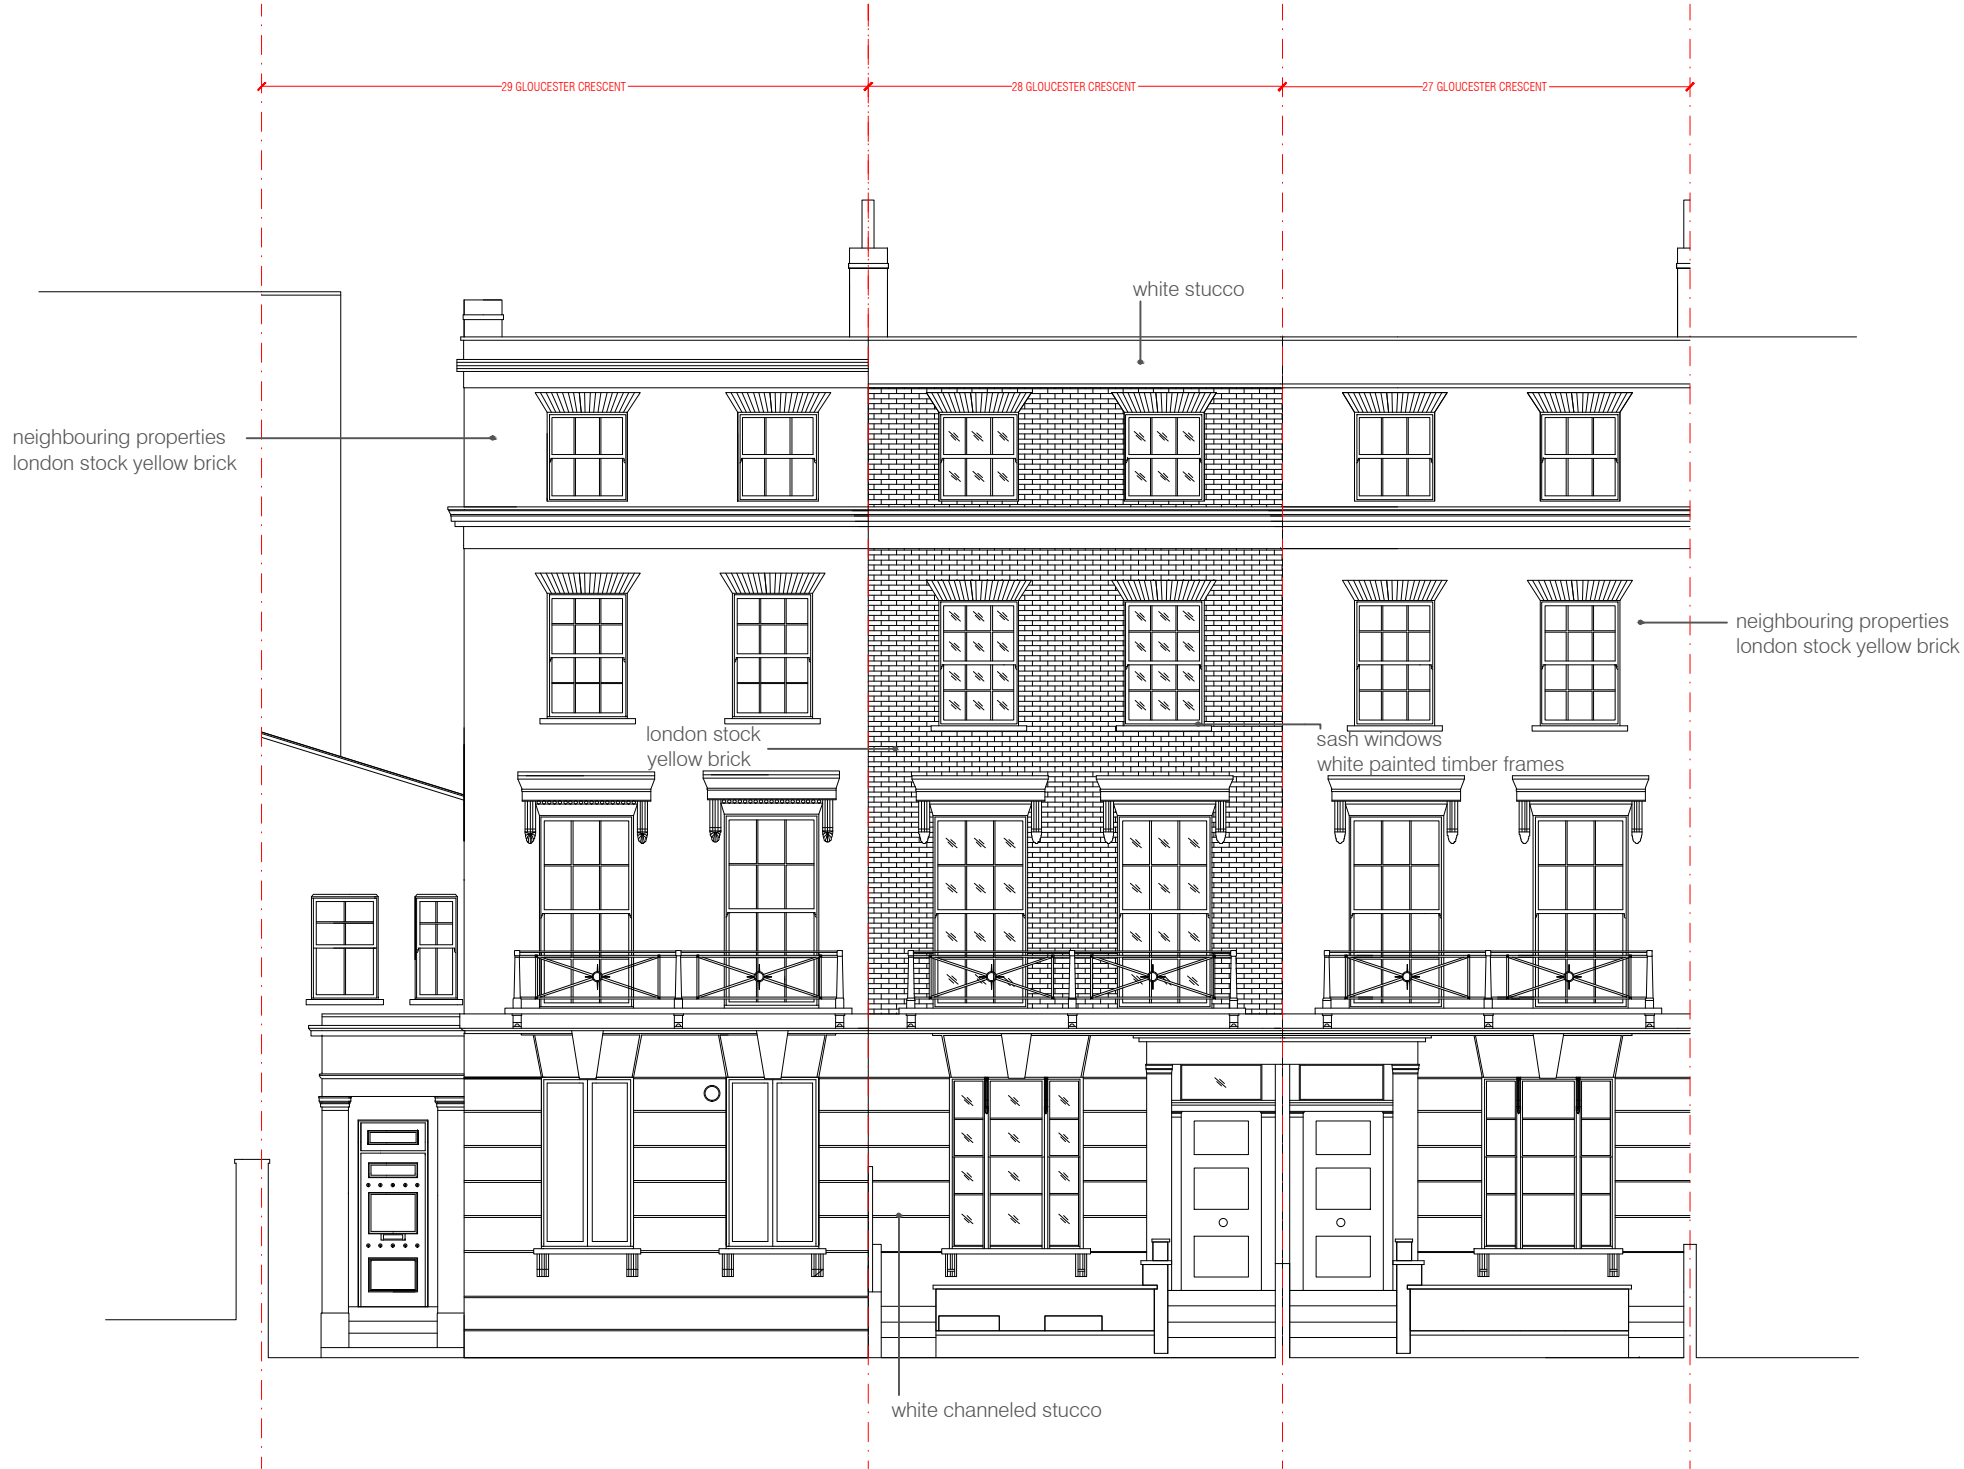 29 GLOUCESTER CRESCENT
28 GLOUCESTER CRESCENT
27 GLOUCESTER CRESCENT
white stucco
neighbouring properties
london stock yellow brick
neighbouring properties
london stock yellow brick
london stock
yellow brick
sash windows
white painted timber frames
white channeled stucco